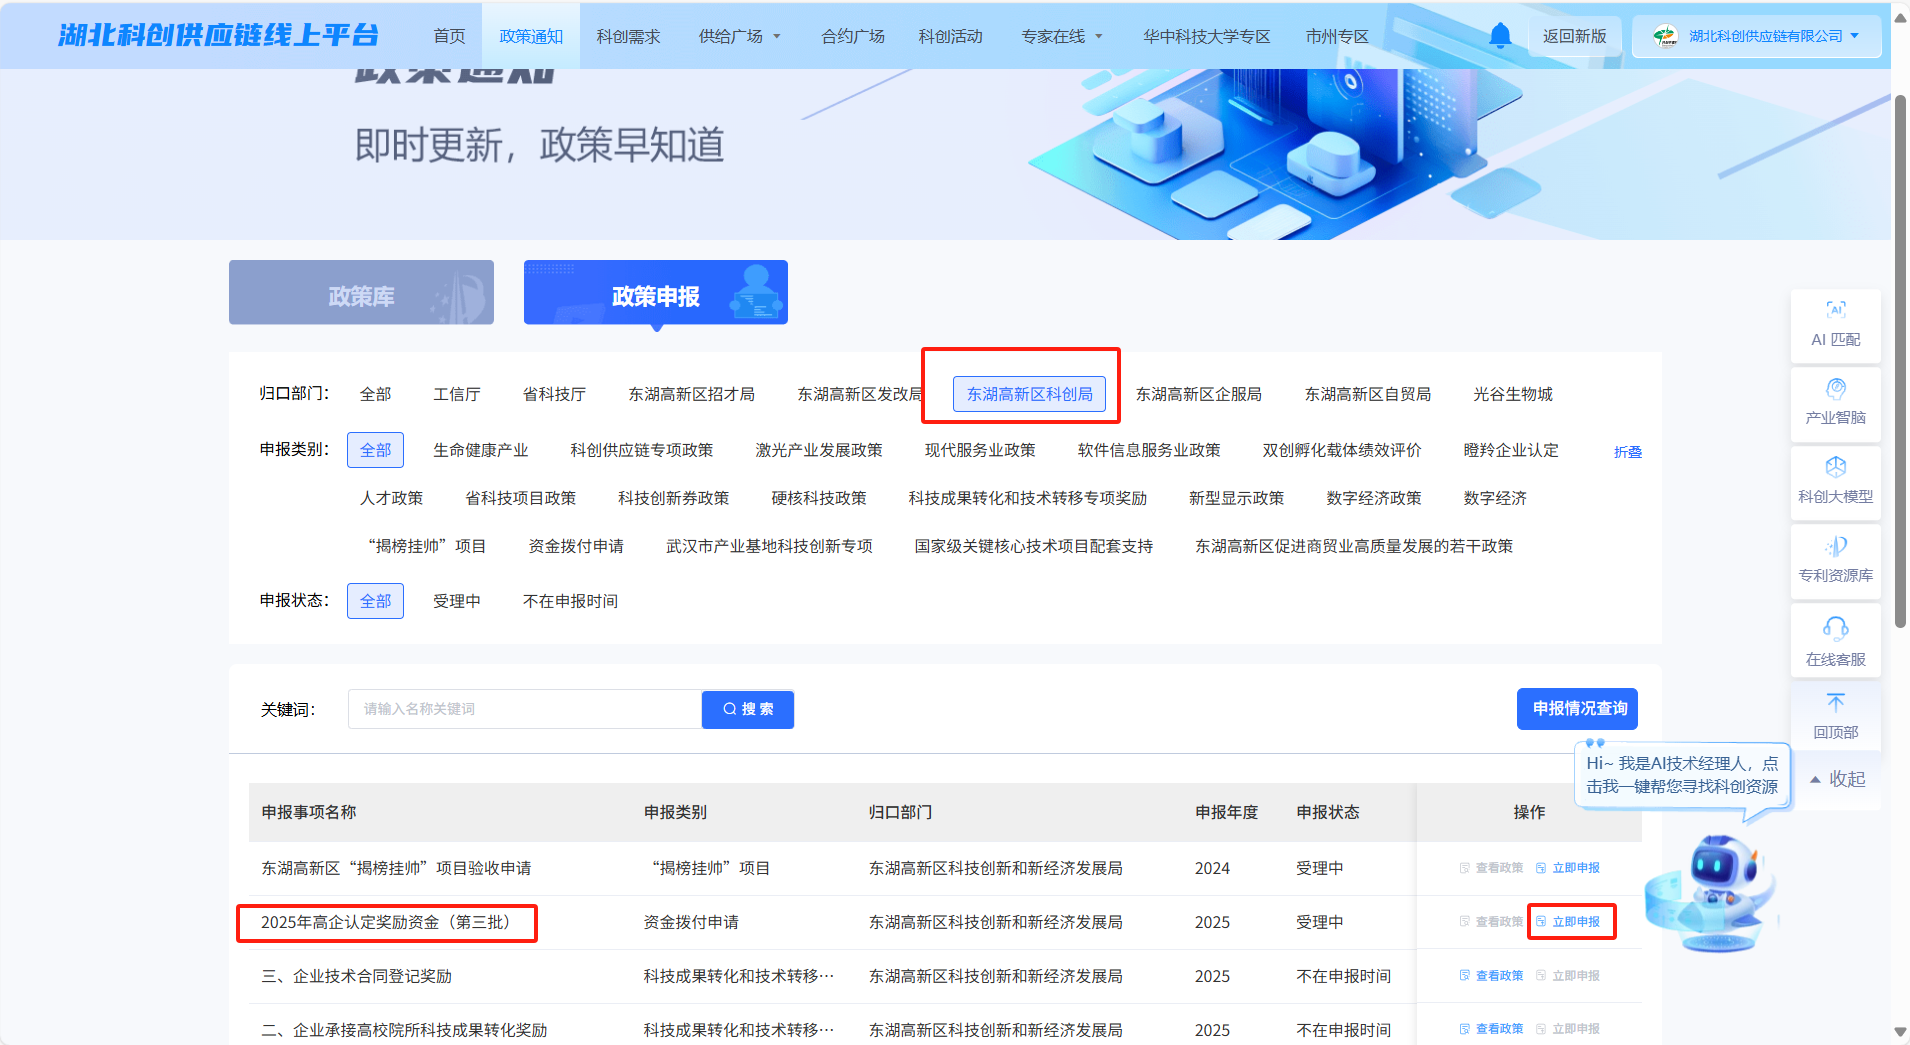 湖北科创供应链线上平台 首页 政策通知 科创需求 供给广场 合约广场 科创活动 专家在线 华中科技大学专区 市州专区 返回新版 湖北科创供应链有限公司
政策通知
即时更新，政策早知道
政策库 政策申报
归口部门： 全部 工信厅 省科技厅 东湖高新区招才局 东湖高新区发改局 东湖高新区科创局 东湖高新区企服局 东湖高新区自贸局 光谷生物城
申报类别： 全部 生命健康产业 科创供应链专项政策 激光产业发展政策 现代服务业政策 软件信息服务业政策 双创孵化载体绩效评价 瞪羚企业认定 折叠
人才政策 省科技项目政策 科技创新券政策 硬核科技政策 科技成果转化和技术转移专项奖励 新型显示政策 数字经济政策 数字经济
“揭榜挂帅”项目 资金拨付申请 武汉市产业基地科技创新专项 国家级关键核心技术项目配套支持 东湖高新区促进商贸业高质量发展的若干政策
申报状态： 全部 受理中 不在申报时间
关键词： 请输入名称关键词 搜 索 申报情况查询
申报事项名称 申报类别 归口部门 申报年度 申报状态 操作
东湖高新区“揭榜挂帅”项目验收申请 “揭榜挂帅”项目 东湖高新区科技创新和新经济发展局 2024 受理中 查看政策 立即申报
2025年高企认定奖励资金（第三批） 资金拨付申请 东湖高新区科技创新和新经济发展局 2025 受理中 查看政策 立即申报
三、企业技术合同登记奖励 科技成果转化和技术转移… 东湖高新区科技创新和新经济发展局 2025 不在申报时间 查看政策 立即申报
二、企业承接高校院所科技成果转化奖励 科技成果转化和技术转移… 东湖高新区科技创新和新经济发展局 2025 不在申报时间 查看政策 立即申报
AI
AI 匹配
产业智脑
科创大模型
专利资源库
在线客服
回顶部
收起
Hi~ 我是AI技术经理人，点
击我一键帮您寻找科创资源